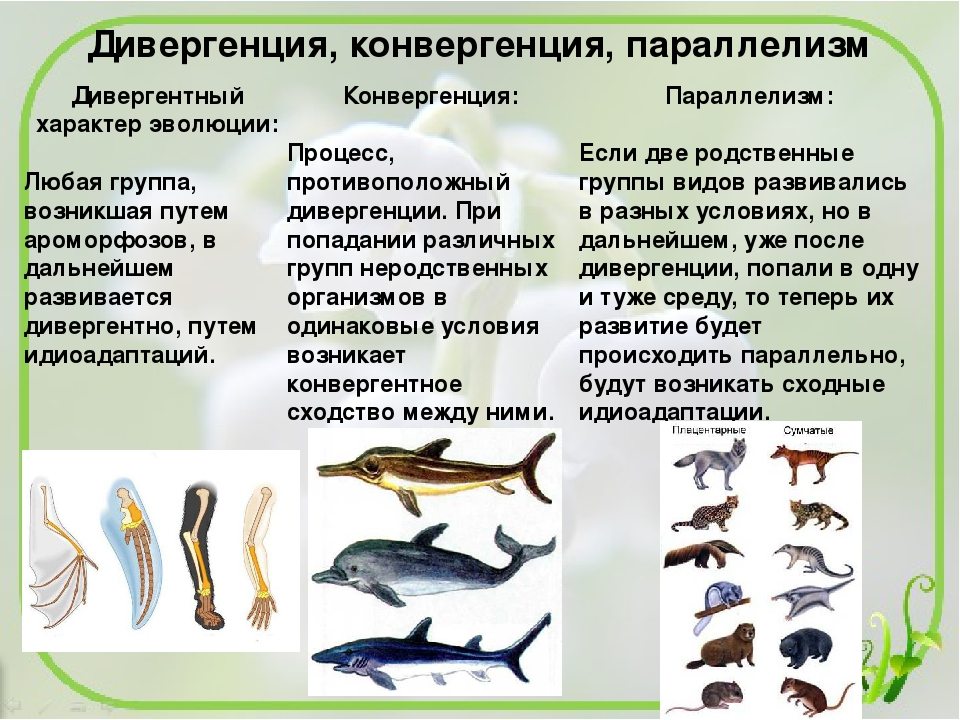 Дивергенция, конвергенция, параллелизм
Дивергентный
характер эволюции:
Любая группа,
возникшая путем
ароморфозов, в
дальнейшем
развивается
дивергентно, путем
идиоадаптаций.
Конвергенция:
Процесс,
противоположный
дивергенции. При
попадании различных
групп неродственных
организмов в
одинаковые условия
возникает
конвергентное
сходство между ними.
Параллелизм:
Если две родственные
группы видов развивались
в разных условиях, но в
дальнейшем, уже после
дивергенции, попали в одну
и туже среду, то теперь их
развитие будет
происходить параллельно,
будут возникать сходные
идиоадаптации.
Плацентарные Сумчатые